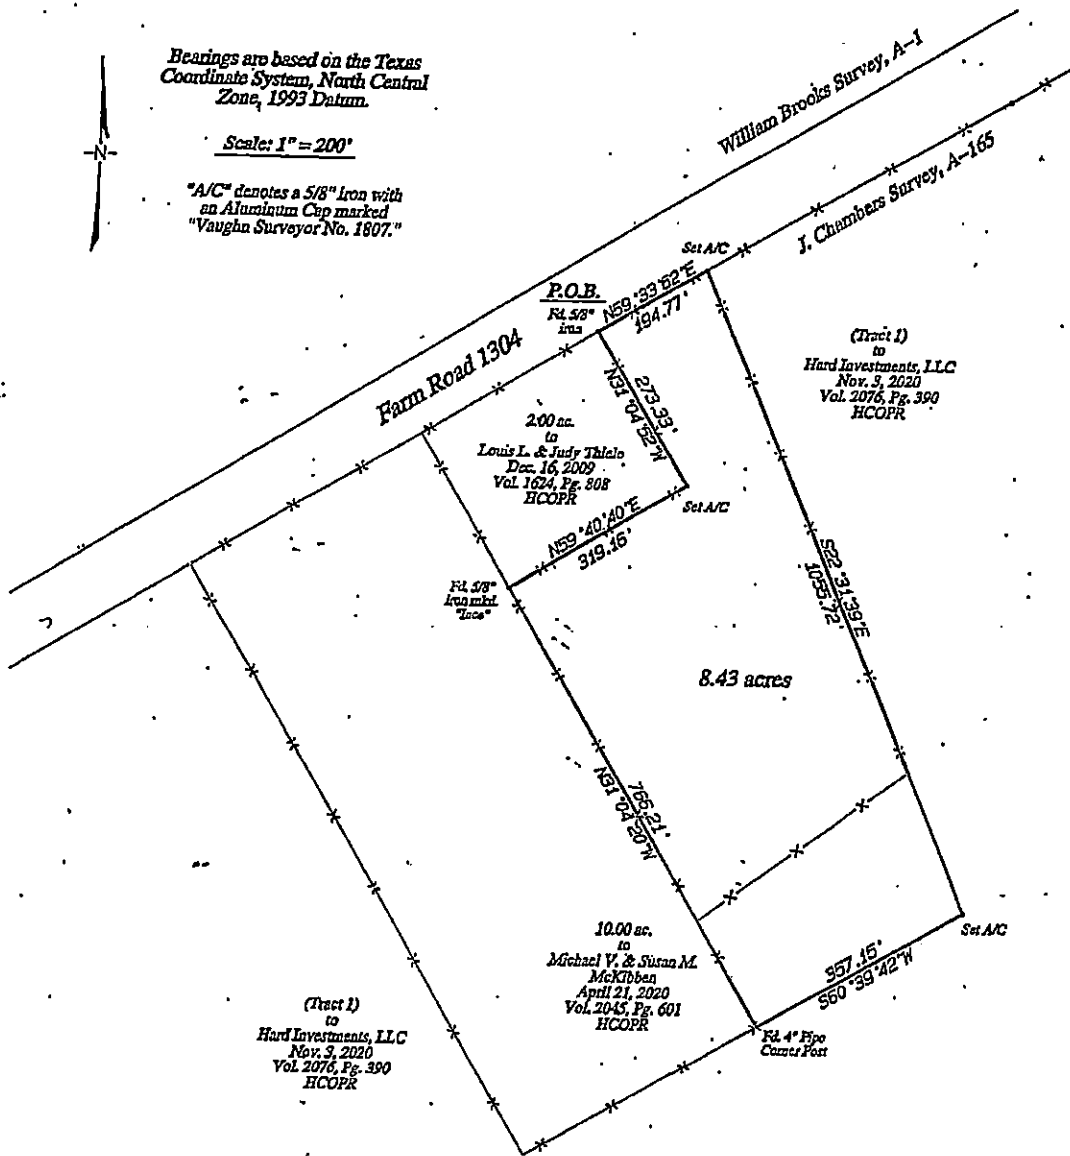 Bearings are based on the Texas
Coordinate System, North Central
Zone, 1993 Datum.
Scale: 1" = 200'
"A/C" denotes a 5/8" Iron with
an Aluminum Cap marked
"Vaughn Surveyor No. 1807."
N
William Brooks Survey, A-1
J. Chambers Survey, A-165
Farm Road 1304
P.O.B.
Fd. 5/8"
iron
N59°33'52"E
194.77'
Set A/C
(Tract 1)
to
Hard Investments, LLC
Nov. 3, 2020
Vol. 2076, Pg. 390
HCOPR
2.00 ac.
to
Louis L. & Judy Thiele
Dec. 16, 2009
Vol. 1624, Pg. 808
HCOPR
273.33'
N31°04'52"W
Set A/C
N59°40'40"E
319.16'
Fd. 5/8"
Iron mkd.
S22°31'39"E
1055.72'
8.43 acres
766.21'
N31°04'20"W
10.00 ac.
to
Michael V. & Susan M.
McKibben
April 21, 2020
Vol. 2045, Pg. 601
HCOPR
357.15'
S60°39'42"W
Set A/C
Fd. 4" Pipe
Corner Post
(Tract 1)
to
Hard Investments, LLC
Nov. 3, 2020
Vol. 2076, Pg. 390
HCOPR